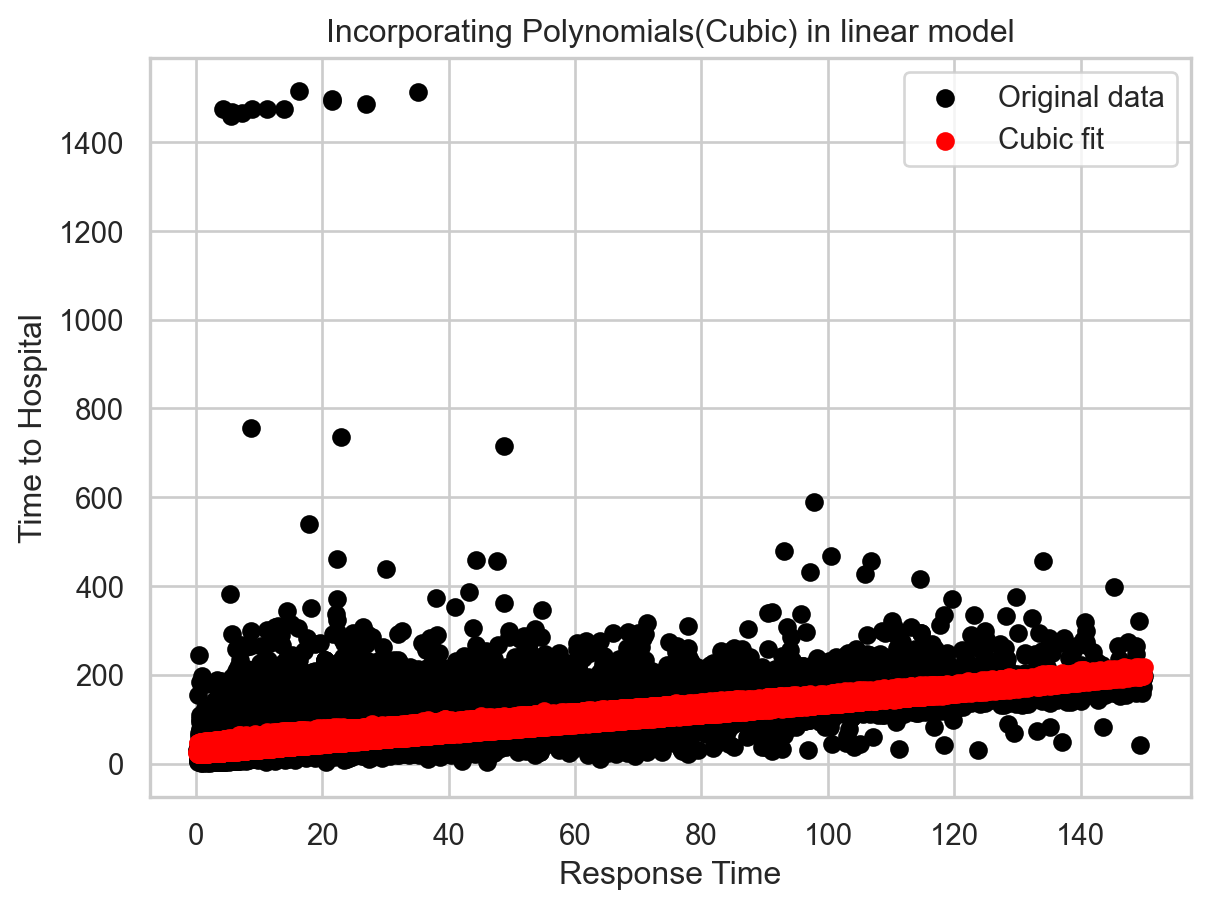 Incorporating Polynomials(Cubic) in linear model
Original data
Cubic fit
1400
1200
1000
800
600
400
200
0
Time to Hospital
0 20 40 60 80 100 120 140
Response Time